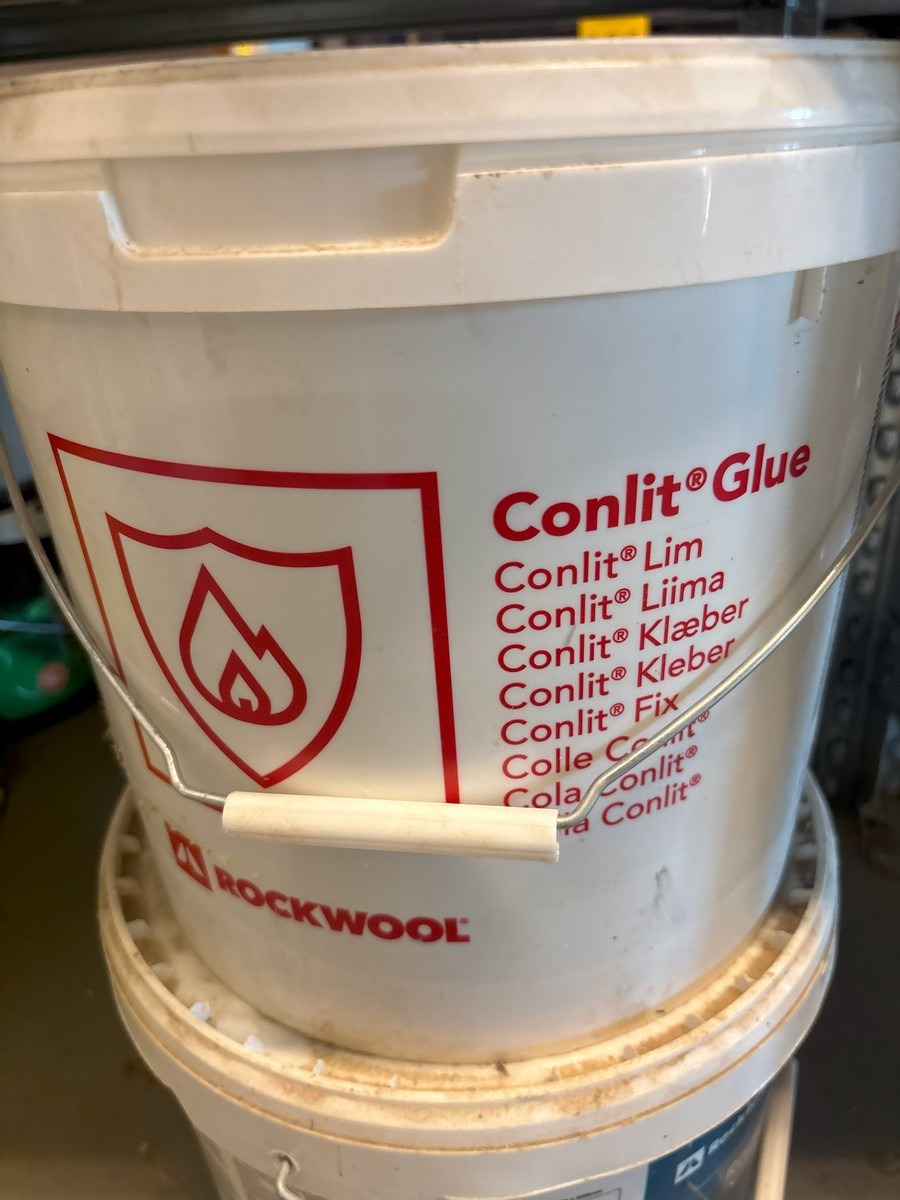 Conlit® Glue
Conlit® Lim
Conlit® Liima
Conlit® Klæber
Conlit® Kleber
Conlit® Fix
Colle Conlit®
Cola Conlit®
Conlit®
ROCKWOOL®